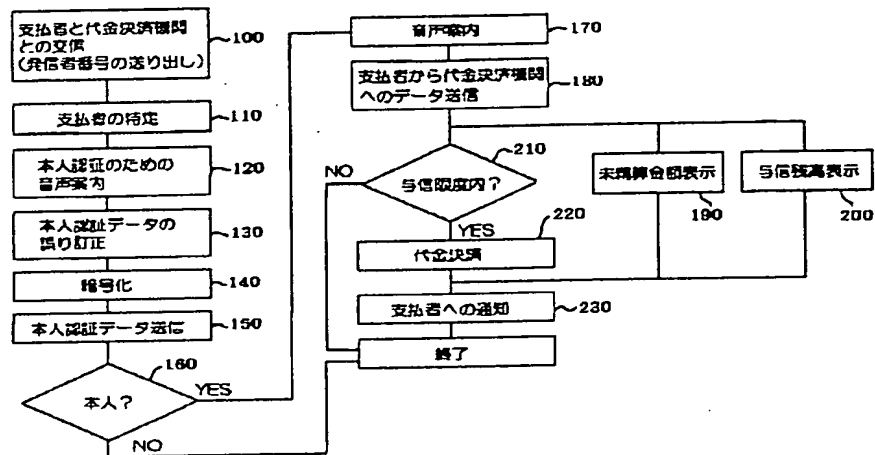 支払者と代金決済機関
との交信
(発信者番号の送り出し)
100
支払者の特定
110
本人認証のための
音声案内
120
本人認証データの
誤り訂正
130
暗号化
140
本人認証データ送信
150
160
本人?
YES
NO
音声案内
170
支払者から代金決済機関
へのデータ送信
180
210
与信限度内?
NO
YES
未精算金額表示
190
与信残高表示
200
220
代金決済
支払者への通知
230
終了